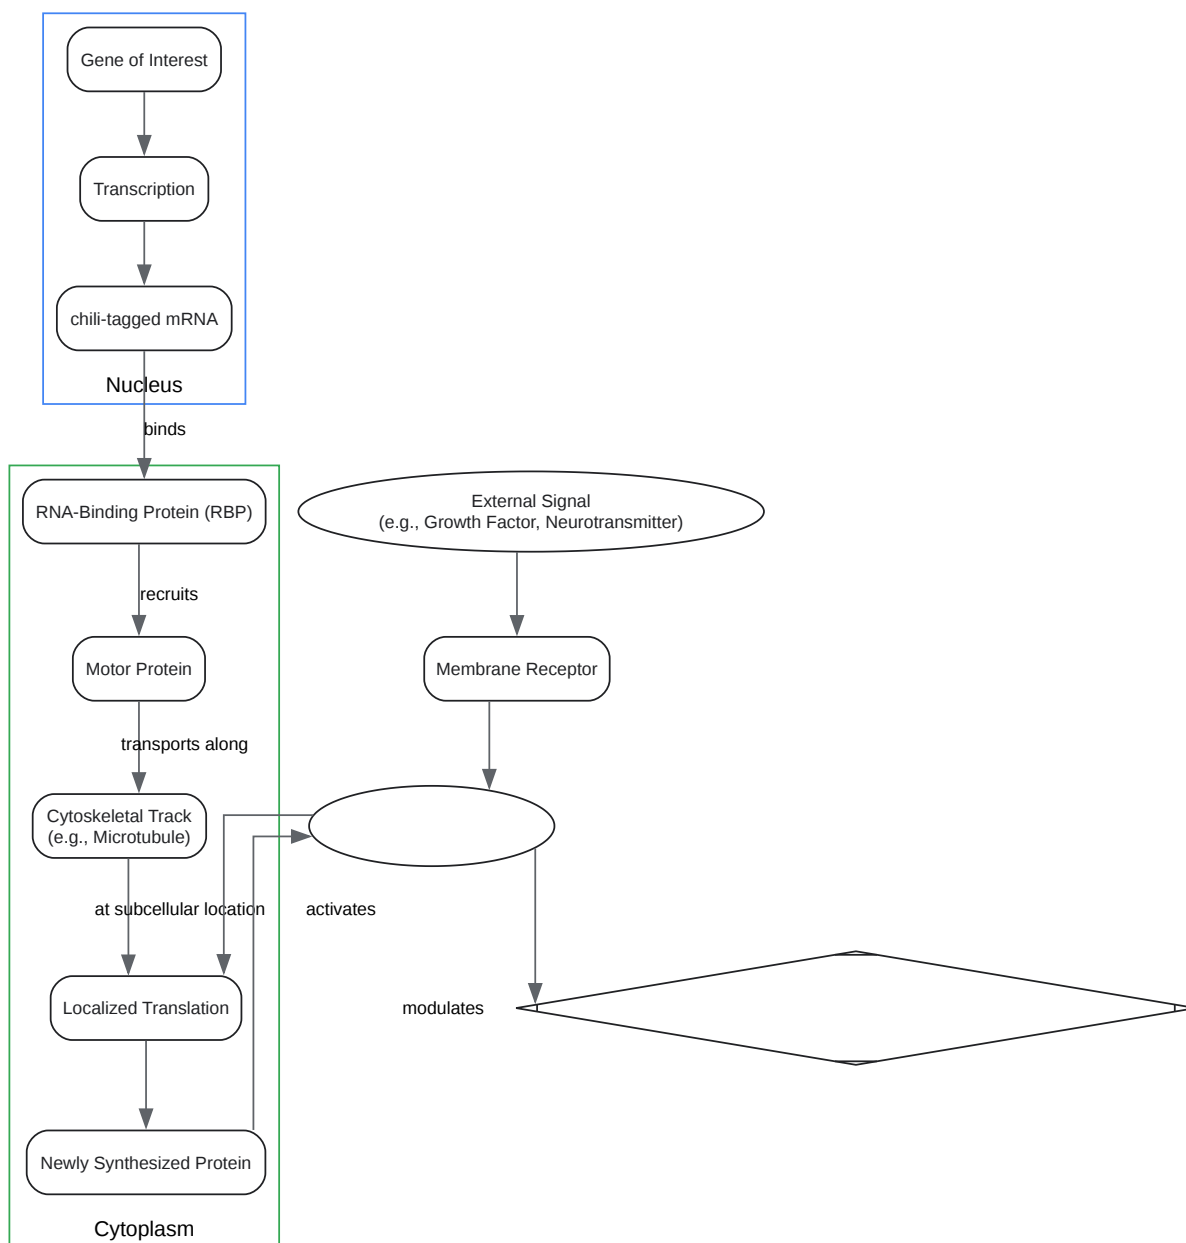 Gene of Interest
Transcription
chili-tagged mRNA
Nucleus
binds
RNA-Binding Protein (RBP)
External Signal
(e.g., Growth Factor, Neurotransmitter)
recruits
Motor Protein
Membrane Receptor
transports along
Cytoskeletal Track
(e.g., Microtubule)
at subcellular location
activates
Localized Translation
modulates
Newly Synthesized Protein
Cytoplasm